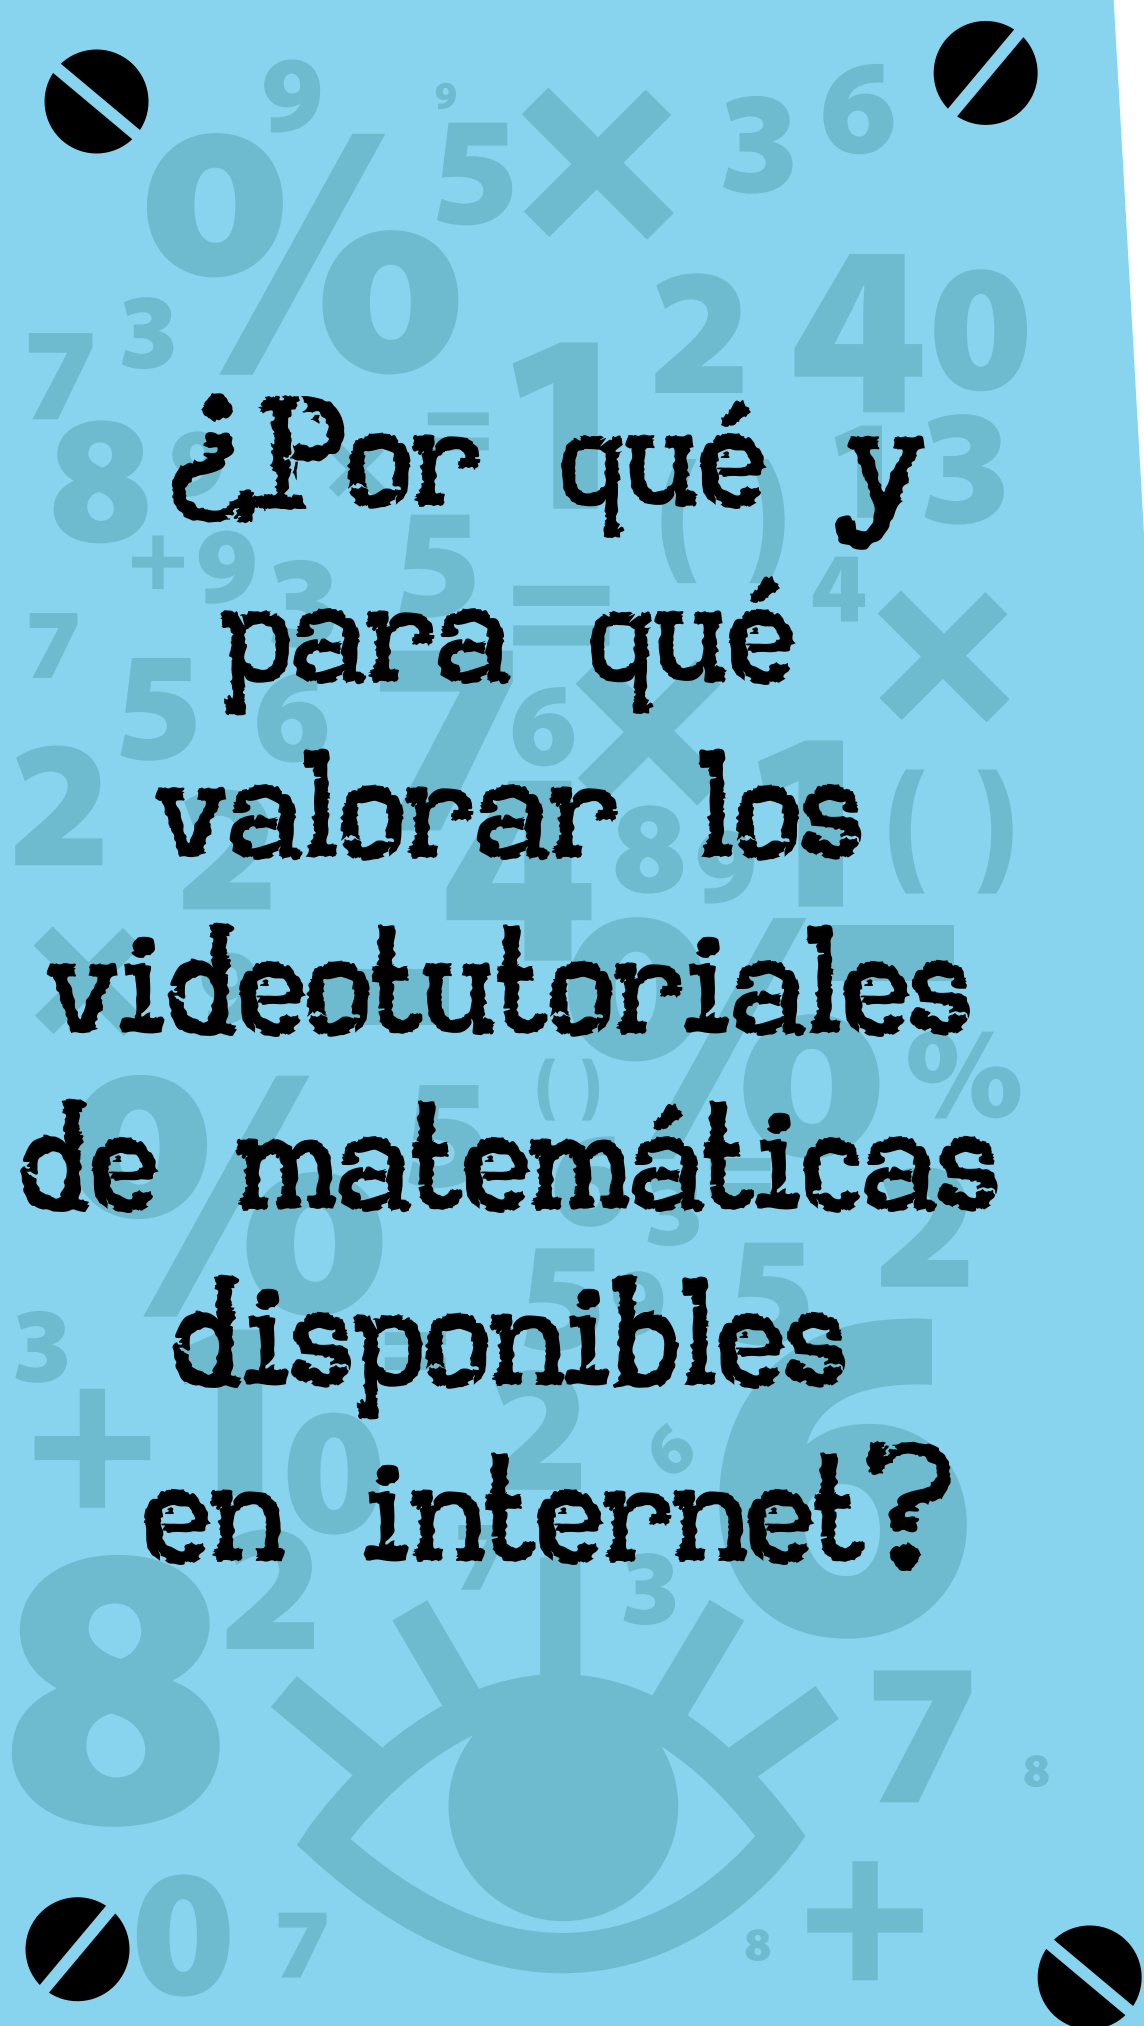 ¿Por qué y
para qué
valorar los
videotutoriales
de matemáticas
disponibles
en internet?